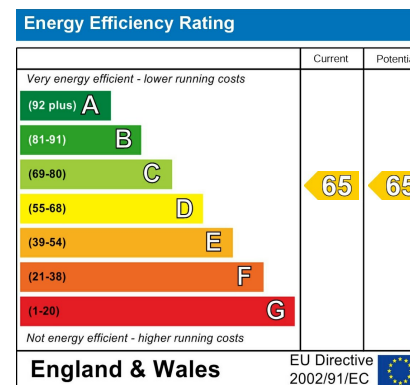 Energy Efficiency Rating
Current Potentia
Very energy efficient - lower running costs
(92 plus) A
(81-91) B
(69-80) C
65 65
(55-68) D
(39-54) E
(21-38) F
(1-20) G
Not energy efficient - higher running costs
England & Wales
EU Directive
2002/91/EC